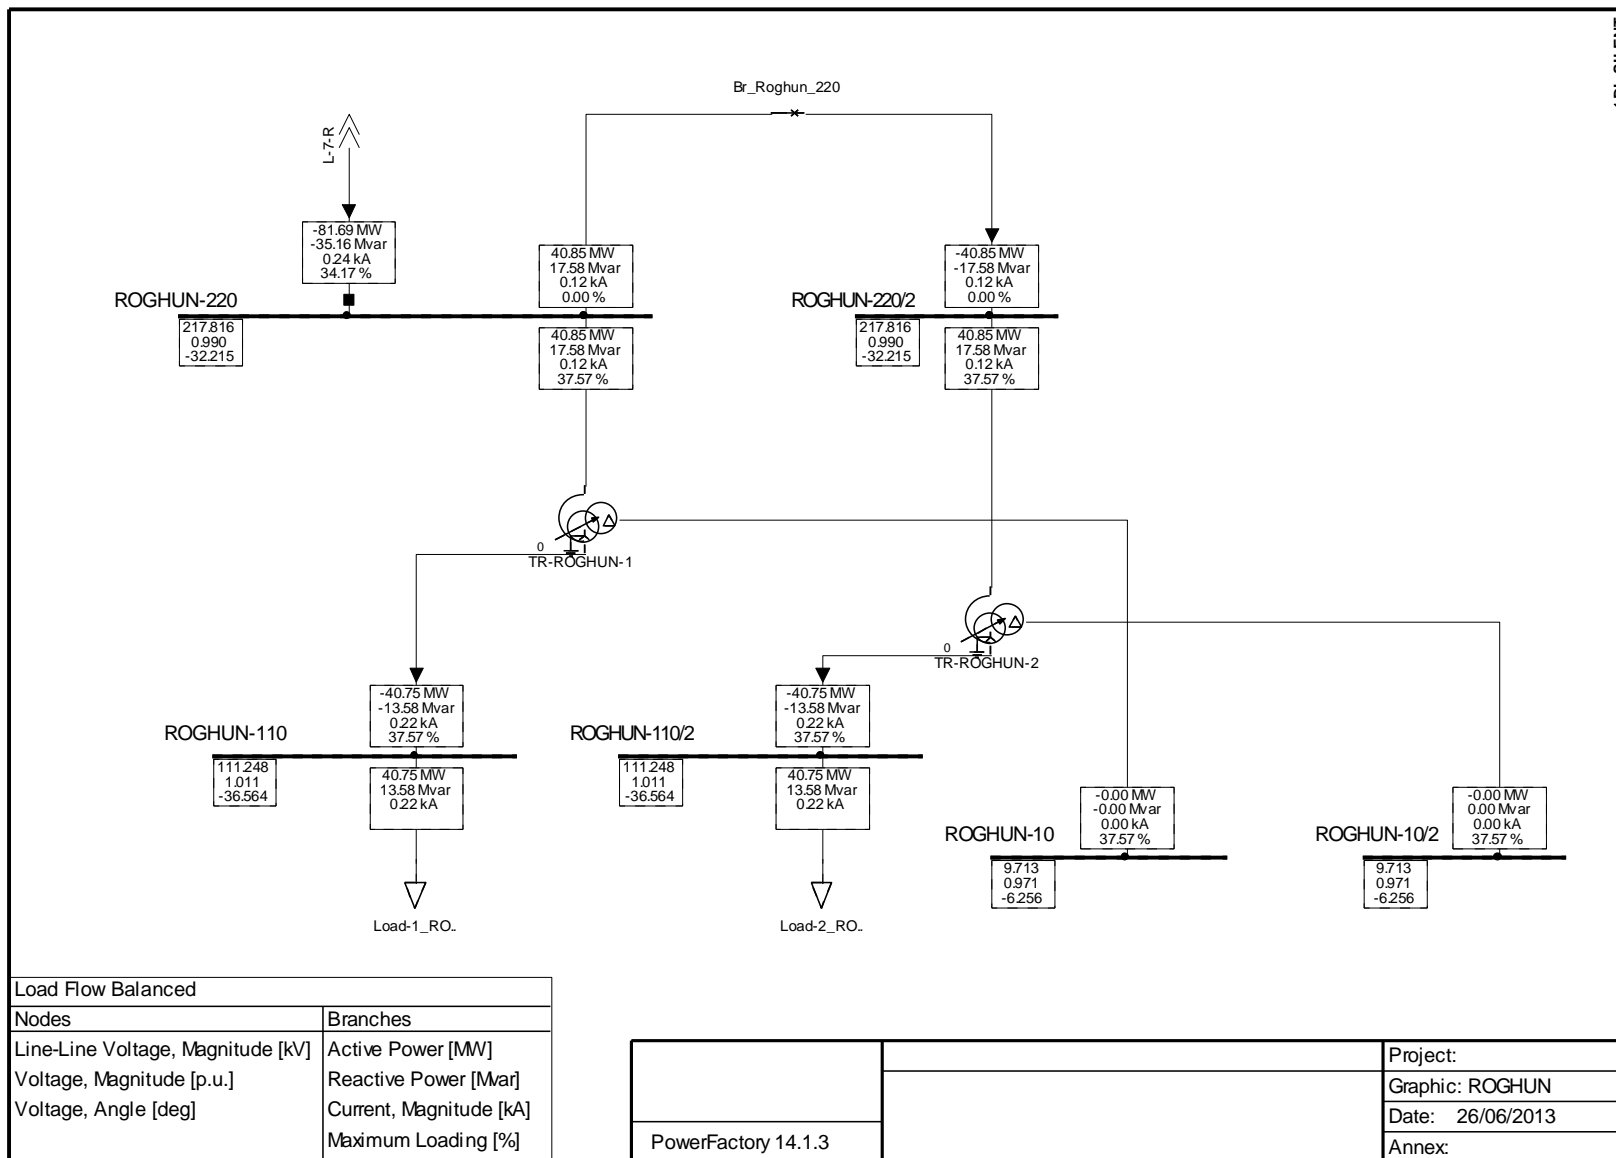 Br_Roghun_220
L-7-R
-81.69 MW
-35.16 Mvar
0.24 kA
34.17 %
40.85 MW
17.58 Mvar
0.12 kA
0.00 %
-40.85 MW
-17.58 Mvar
0.12 kA
0.00 %
ROGHUN-220
ROGHUN-220/2
217.816
0.990
-32.215
40.85 MW
17.58 Mvar
0.12 kA
37.57 %
217.816
0.990
-32.215
40.85 MW
17.58 Mvar
0.12 kA
37.57 %
0
TR-ROGHUN-1
0
TR-ROGHUN-2
-40.75 MW
-13.58 Mvar
0.22 kA
37.57 %
-40.75 MW
-13.58 Mvar
0.22 kA
37.57 %
ROGHUN-110
ROGHUN-110/2
111.248
1.011
-36.564
40.75 MW
13.58 Mvar
0.22 kA
111.248
1.011
-36.564
40.75 MW
13.58 Mvar
0.22 kA
-0.00 MW
-0.00 Mvar
0.00 kA
37.57 %
-0.00 MW
0.00 Mvar
0.00 kA
37.57 %
ROGHUN-10
ROGHUN-10/2
9.713
0.971
-6.256
9.713
0.971
-6.256
Load-1_RO..
Load-2_RO..
Load Flow Balanced
Nodes
Branches
Line-Line Voltage, Magnitude [kV]
Active Power [MW]
Voltage, Magnitude [p.u.]
Reactive Power [Mvar]
Voltage, Angle [deg]
Current, Magnitude [kA]
Maximum Loading [%]
PowerFactory 14.1.3
Project:
Graphic: ROGHUN
Date: 26/06/2013
Annex: